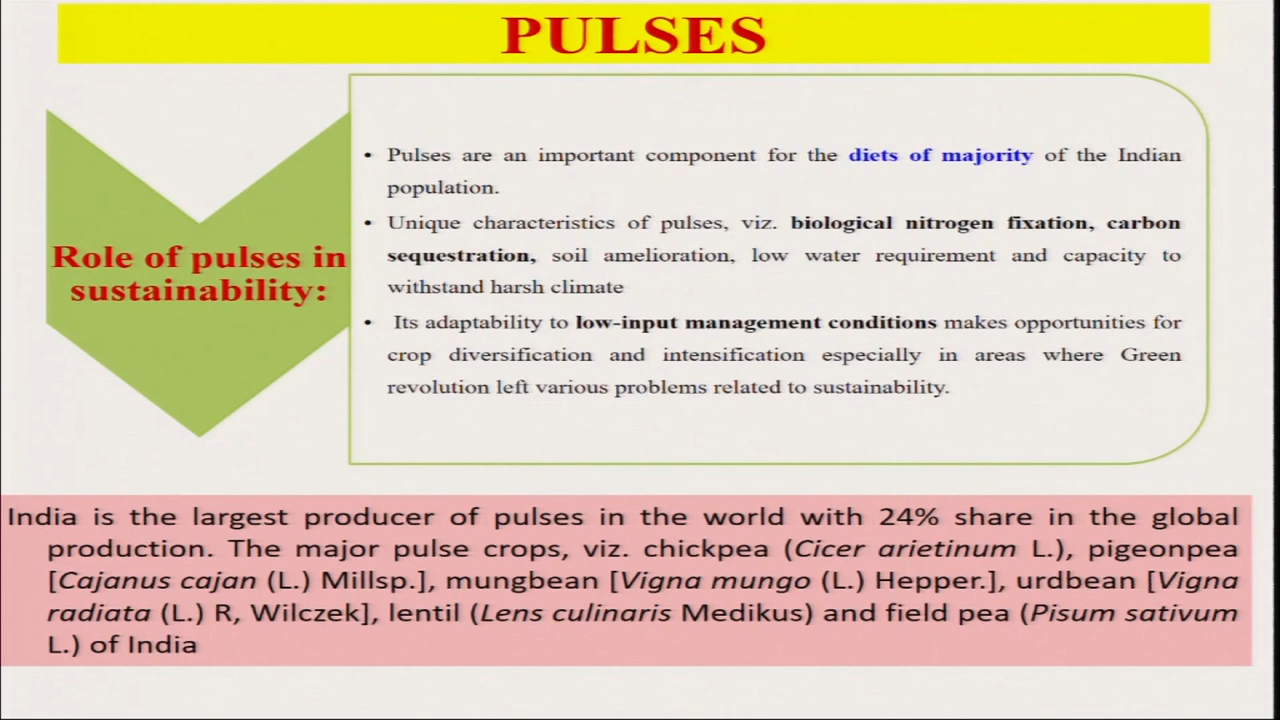 PULSES
Role of pulses in
sustainability:
• Pulses are an important component for the diets of majority of the Indian
population.
• Unique characteristics of pulses, viz. biological nitrogen fixation, carbon
sequestration, soil amelioration, low water requirement and capacity to
withstand harsh climate
• Its adaptability to low-input management conditions makes opportunities for
crop diversification and intensification especially in areas where Green
revolution left various problems related to sustainability.
India is the largest producer of pulses in the world with 24% share in the global
production. The major pulse crops, viz. chickpea (Cicer arietinum L.), pigeonpea
[Cajanus cajan (L.) Millsp.], mungbean [Vigna mungo (L.) Hepper.], urdbean [Vigna
radiata (L.) R, Wilczek], lentil (Lens culinaris Medikus) and field pea (Pisum sativum
L.) of India